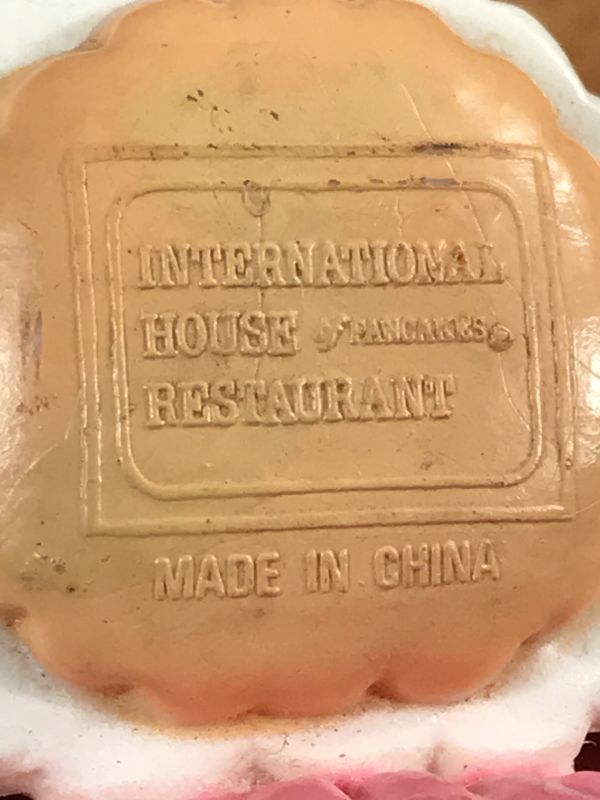 INTERNATIONAL
HOUSE of PANCAKES®
RESTAURANT
MADE IN CHINA